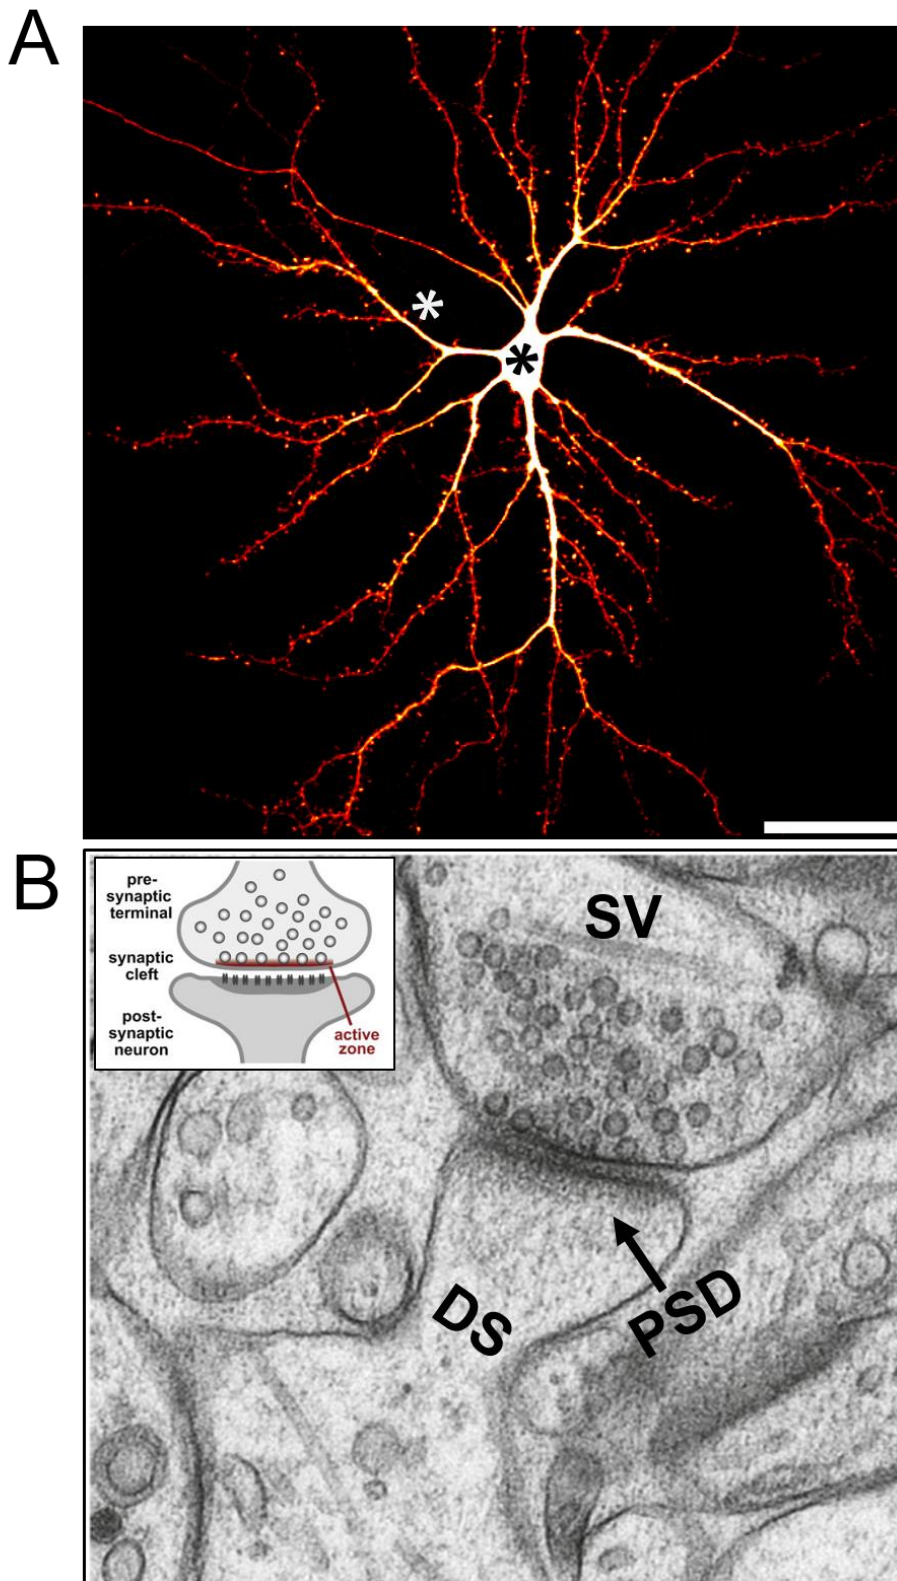 A
*
*
B
pre-
synaptic
terminal
synaptic
cleft
post-
synaptic
neuron
active
zone
SV
DS
PSD